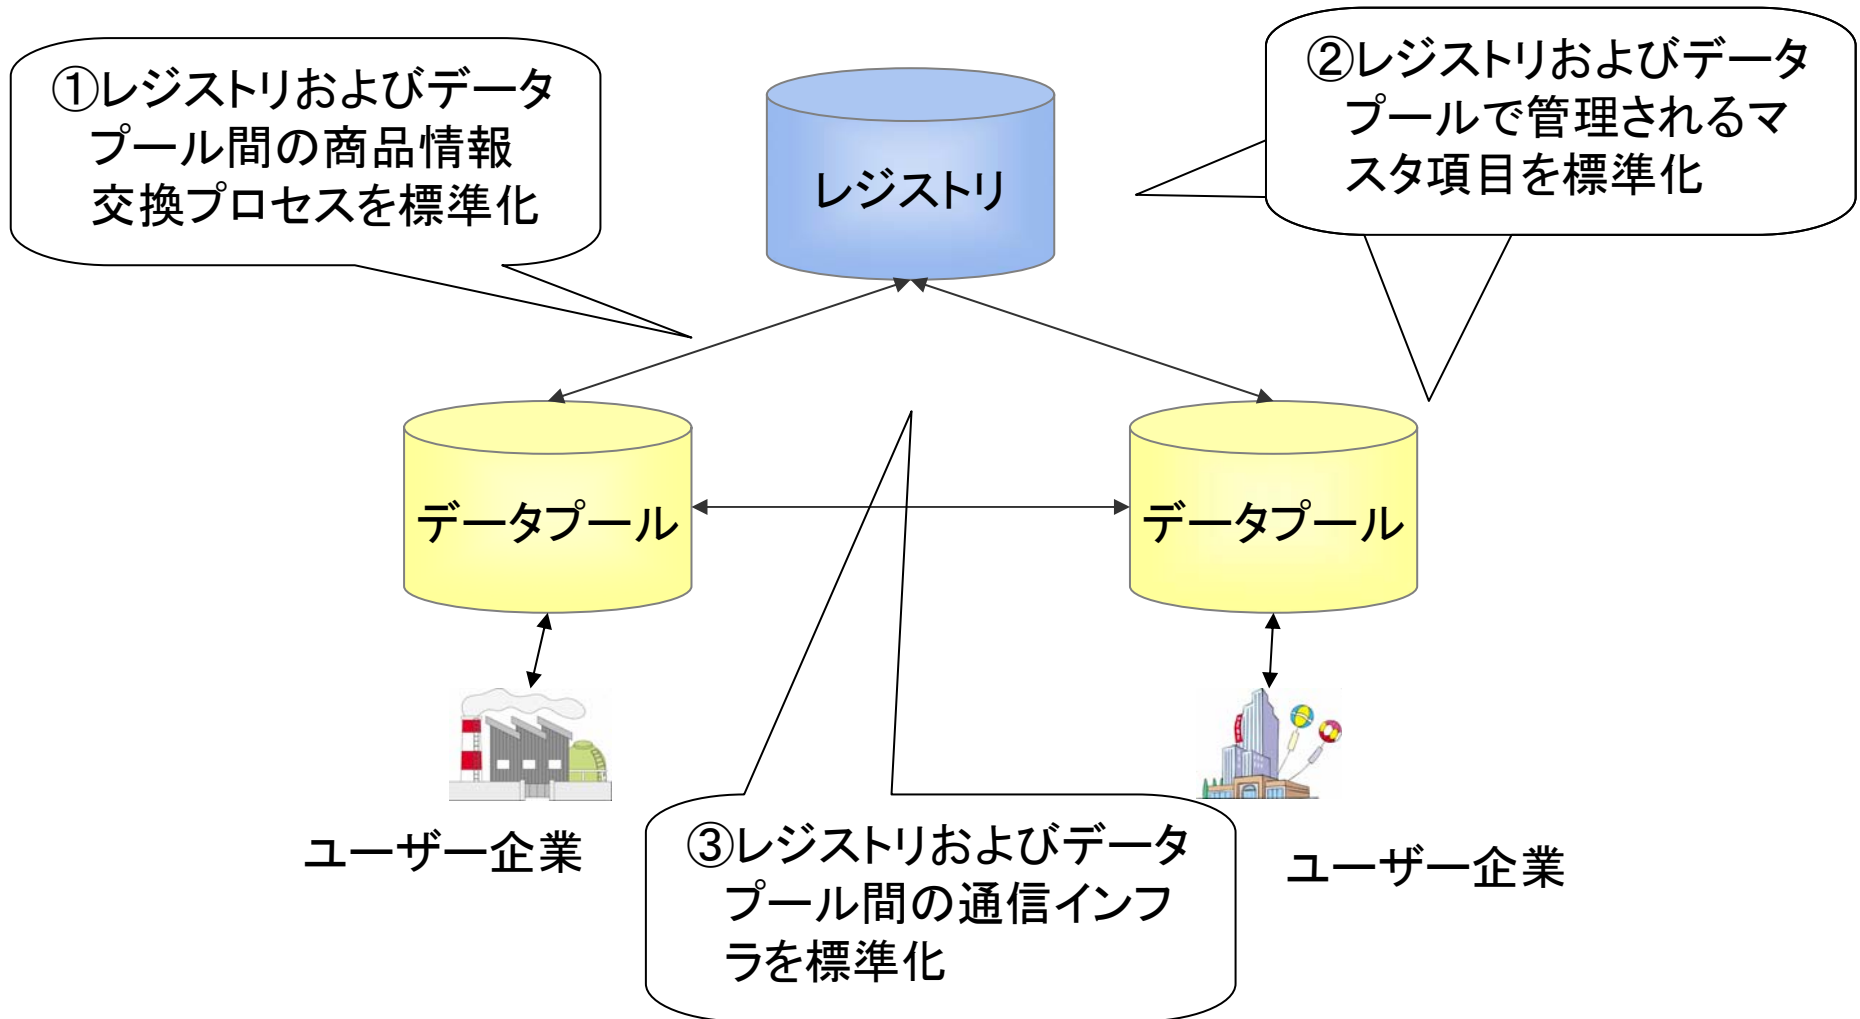 ①レジストリおよびデータ
プール間の商品情報
交換プロセスを標準化
②レジストリおよびデータ
プールで管理されるマ
スタ項目を標準化
レジストリ
データプール
データプール
ユーザー企業
③レジストリおよびデータ
プール間の通信インフ
ラを標準化
ユーザー企業